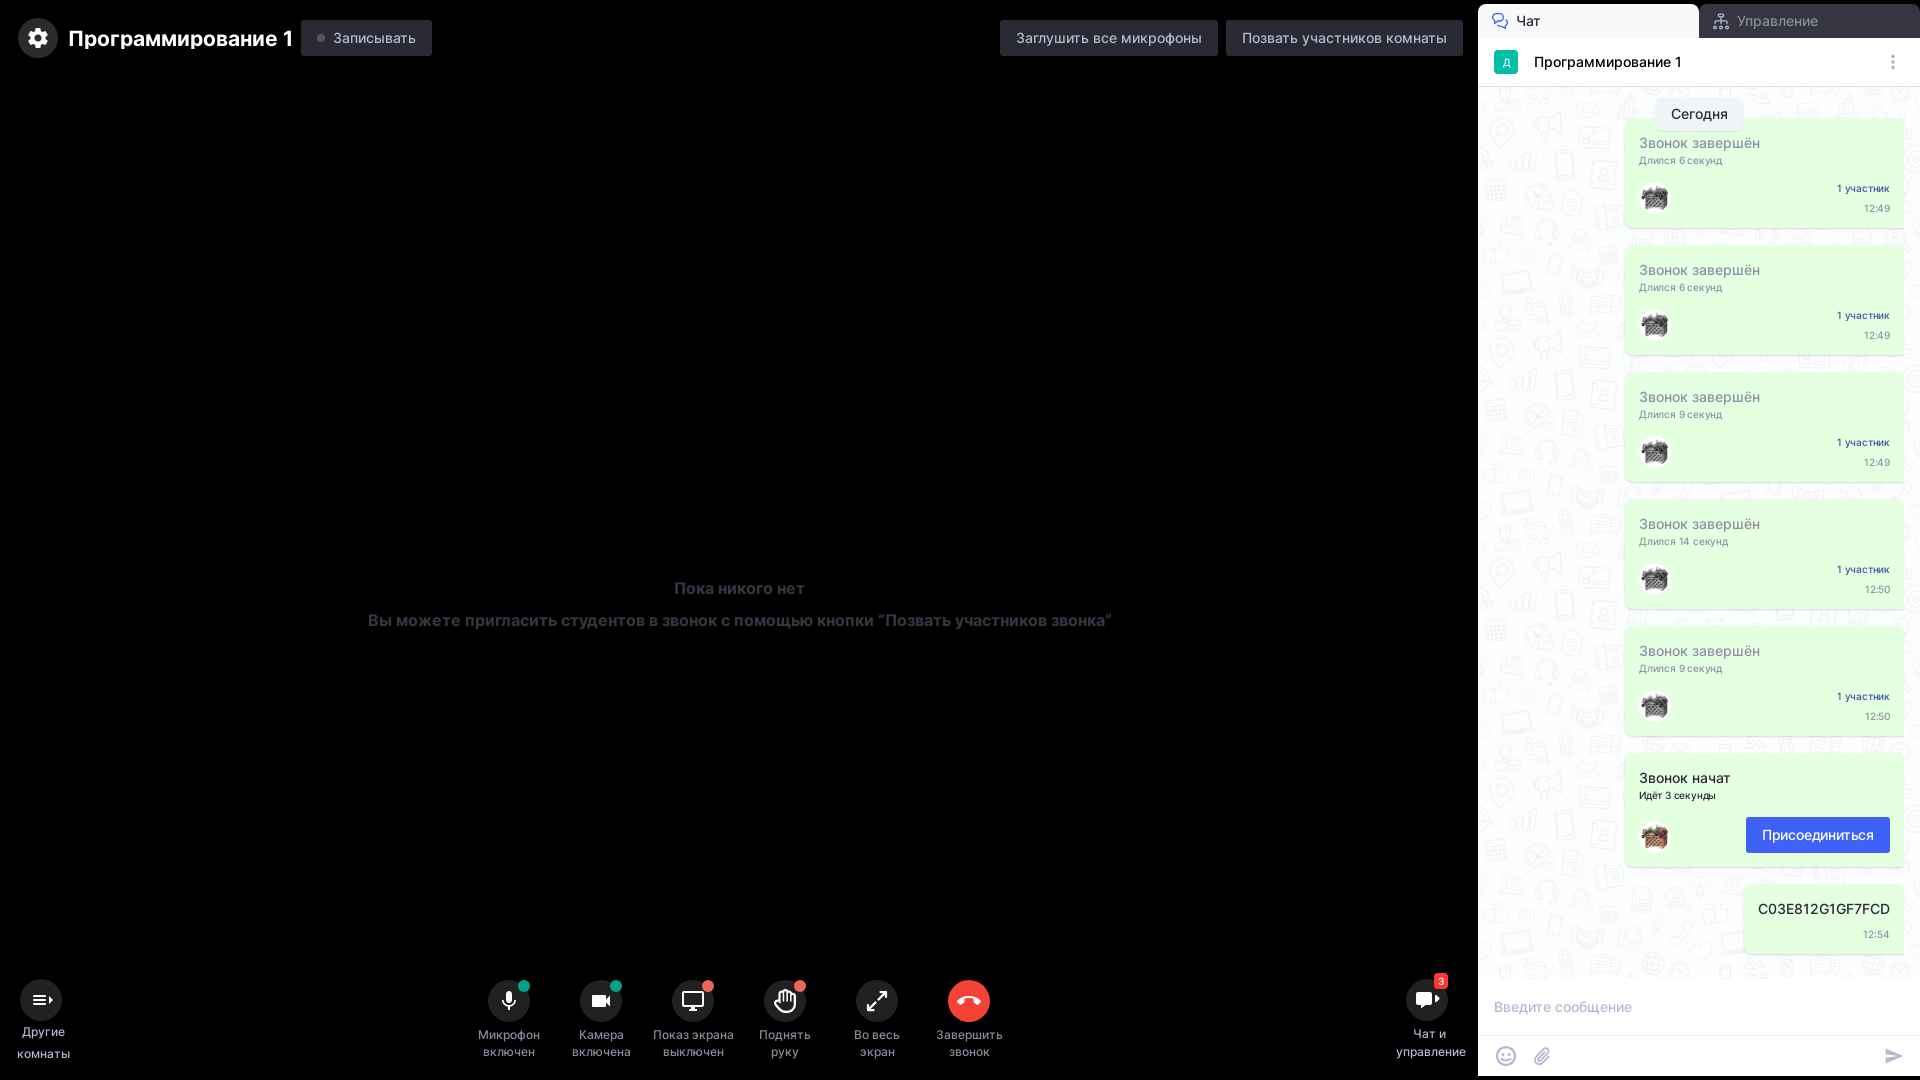 Программирование 1
Записывать
Заглушить все микрофоны
Позвать участников комнаты
Пока никого нет
Вы можете пригласить студентов в звонок с помощью кнопки “Позвать участников звонка”
Другие
комнаты
Микрофон
включен
Камера
включена
Показ экрана
выключен
Поднять
руку
Во весь
экран
Завершить
звонок
3
Чат и
управление
Чат
Управление
Д
Программирование 1
Сегодня
Звонок завершён
Длился 6 секунд
1 участник
12:49
Звонок завершён
Длился 6 секунд
1 участник
12:49
Звонок завершён
Длился 9 секунд
1 участник
12:49
Звонок завершён
Длился 14 секунд
1 участник
12:50
Звонок завершён
Длился 9 секунд
1 участник
12:50
Звонок начат
Идёт 3 секунды
Присоединиться
C03E812G1GF7FCD
12:54
Введите сообщение